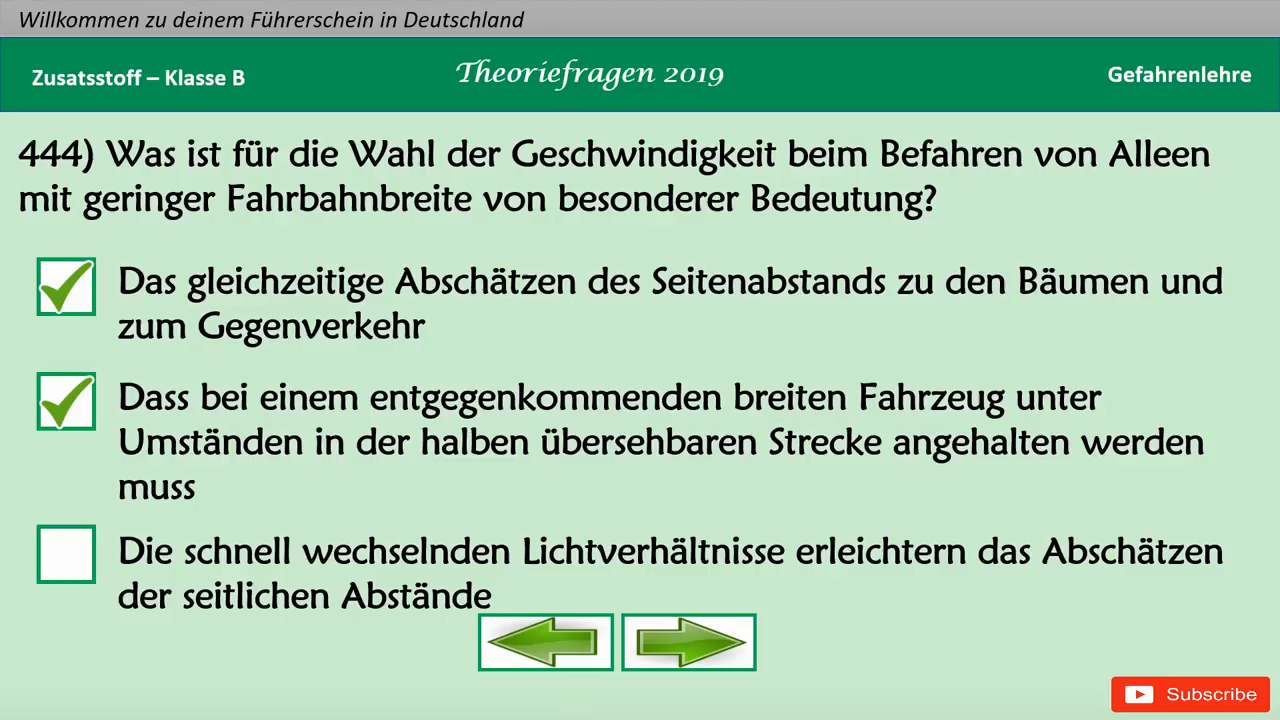 Willkommen zu deinem Führerschein in Deutschland
Zusatsstoff – Klasse B
Theoriefragen 2019
Gefahrenlehre
444) Was ist für die Wahl der Geschwindigkeit beim Befahren von Alleen
mit geringer Fahrbahnbreite von besonderer Bedeutung?
Das gleichzeitige Abschätzen des Seitenabstands zu den Bäumen und
zum Gegenverkehr
Dass bei einem entgegenkommenden breiten Fahrzeug unter
Umständen in der halben übersehbaren Strecke angehalten werden
muss
Die schnell wechselnden Lichtverhältnisse erleichtern das Abschätzen
der seitlichen Abstände
Subscribe